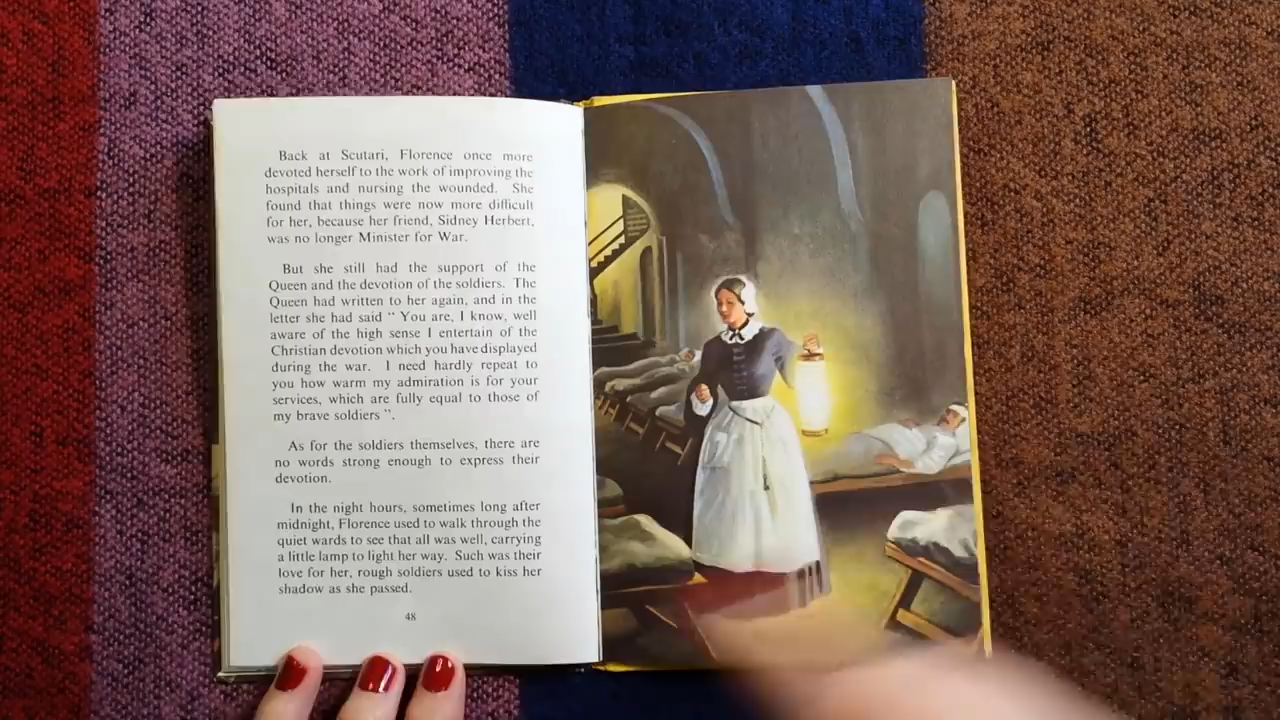 Back at Scutari, Florence once more
devoted herself to the work of improving the
hospitals and nursing the wounded. She
found that things were now more difficult
for her, because her friend, Sidney Herbert,
was no longer Minister for War.
But she still had the support of the
Queen and the devotion of the soldiers. The
Queen had written to her again, and in the
letter she had said " You are, I know, well
aware of the high sense I entertain of the
Christian devotion which you have displayed
during the war. I need hardly repeat to
you how warm my admiration is for your
services, which are fully equal to those of
my brave soldiers ".
As for the soldiers themselves, there are
no words strong enough to express their
devotion.
In the night hours, sometimes long after
midnight, Florence used to walk through the
quiet wards to see that all was well, carrying
a little lamp to light her way. Such was their
love for her, rough soldiers used to kiss her
shadow as she passed.
48